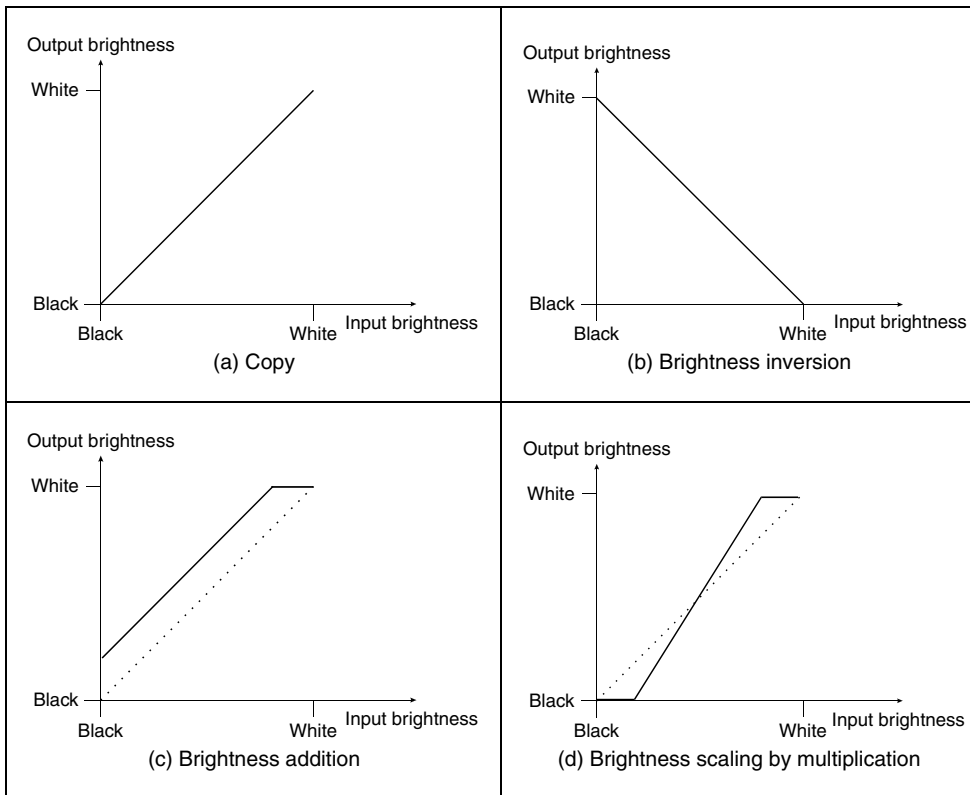 Output brightness
White
Black
Black
White
Input brightness
(a) Copy
Output brightness
White
Black
Black
White
Input brightness
(b) Brightness inversion
Output brightness
White
Black
Black
White
Input brightness
(c) Brightness addition
Output brightness
White
Black
Black
White
Input brightness
(d) Brightness scaling by multiplication